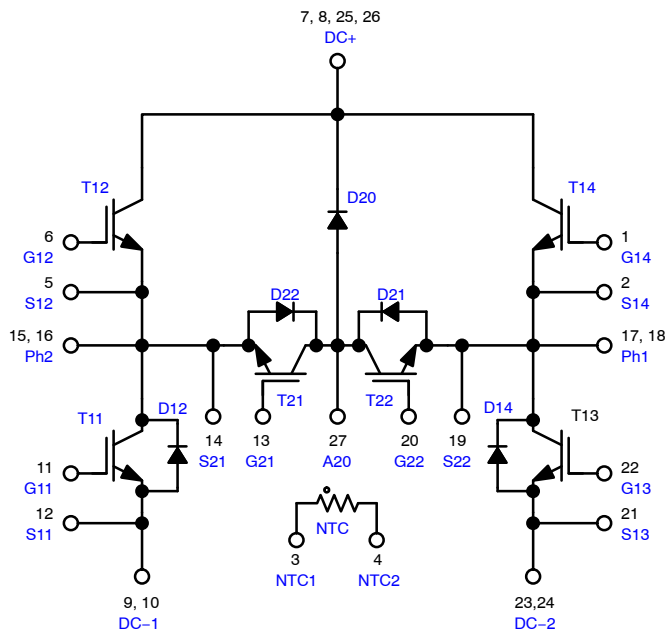 7, 8, 25, 26
DC+
T12
T14
D20
6
G12
1
G14
5
S12
2
S14
D22
D21
15, 16
Ph2
17, 18
Ph1
T21
T22
T11
D12
D14
T13
14
S21
13
G21
27
A20
20
G22
19
S22
11
G11
22
G13
12
S11
NTC
21
S13
3
NTC1
4
NTC2
9, 10
DC−1
23,24
DC−2